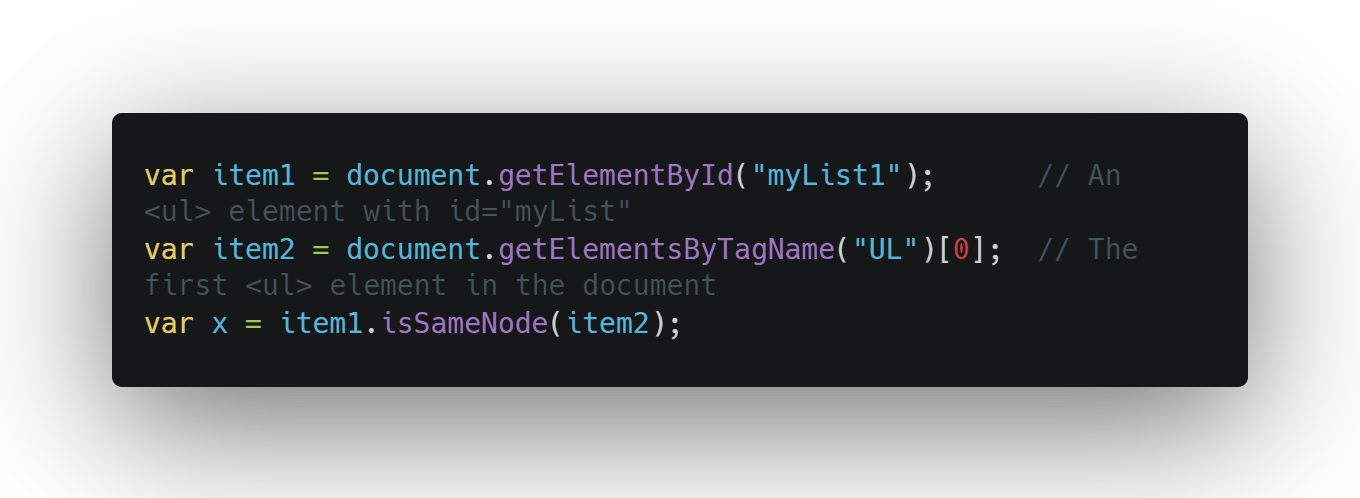 var item1 = document.getElementById("myList1");      // An
<ul> element with id="myList"
var item2 = document.getElementsByTagName("UL")[0];  // The
first <ul> element in the document
var x = item1.isSameNode(item2);